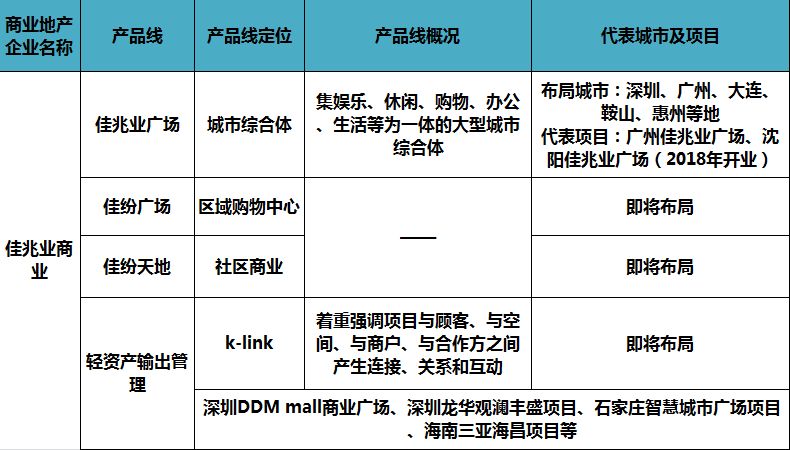 商业地产
企业名称
产品线
产品线定位
产品线概况
代表城市及项目
佳兆业商
业
佳兆业广场
城市综合体
集娱乐、休闲、购物、办公
、生活等为一体的大型城市
综合体
布局城市：深圳、广州、大连、
鞍山、惠州等地
代表项目：广州佳兆业广场、沈
阳佳兆业广场（2018年开业）
佳纷广场
区域购物中心
——
即将布局
佳纷天地
社区商业
即将布局
轻资产输出管
理
k-link
着重强调项目与顾客、与空
间、与商户、与合作方之间
产生连接、关系和互动
即将布局
深圳DDM mall商业广场、深圳龙华观澜丰盛项目、石家庄智慧城市广场项目
、海南三亚海昌项目等